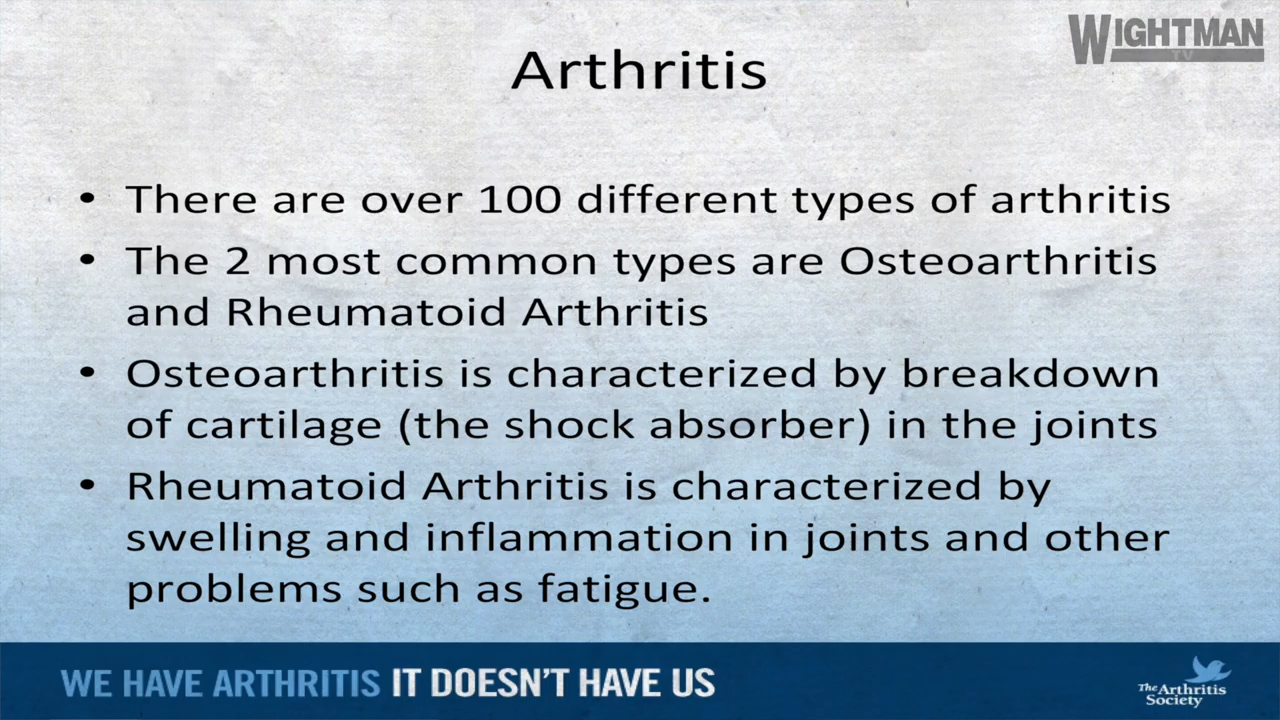 WIGHTMAN
TV
Arthritis
• There are over 100 different types of arthritis
• The 2 most common types are Osteoarthritis
and Rheumatoid Arthritis
• Osteoarthritis is characterized by breakdown
of cartilage (the shock absorber) in the joints
• Rheumatoid Arthritis is characterized by
swelling and inflammation in joints and other
problems such as fatigue.
WE HAVE ARTHRITIS IT DOESN'T HAVE US
The Arthritis
Society